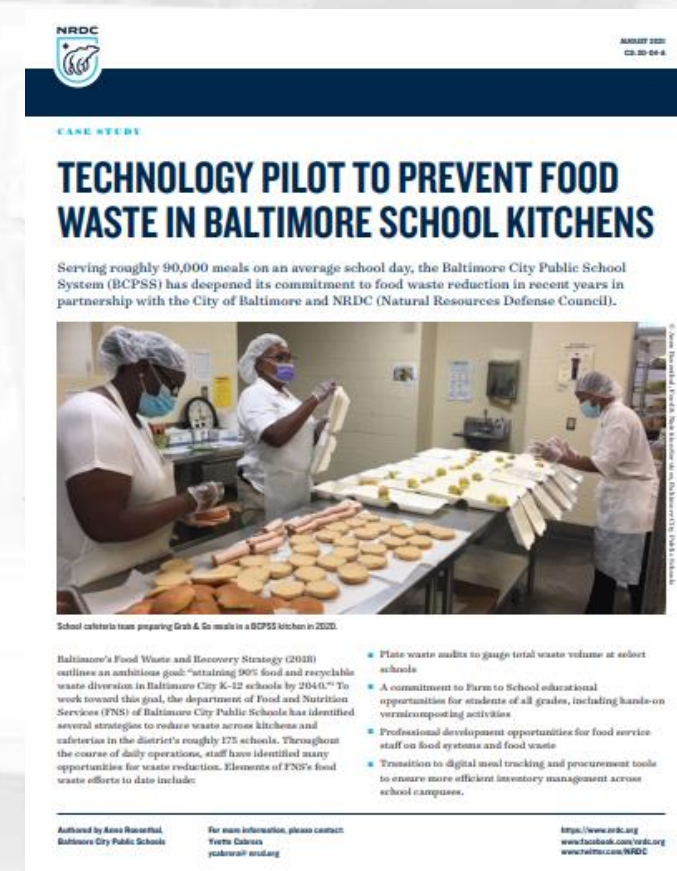 NRDC
AUGUST 2021
CS: 20-04-A
CASE STUDY
TECHNOLOGY PILOT TO PREVENT FOOD
WASTE IN BALTIMORE SCHOOL KITCHENS
Serving roughly 90,000 meals on an average school day, the Baltimore City Public School
System (BCPSS) has deepened its commitment to food waste reduction in recent years in
partnership with the City of Baltimore and NRDC (Natural Resources Defense Council).
School cafeteria team preparing Grab & Go meals in a BCPSS kitchen in 2020.
Baltimore's Food Waste and Recovery Strategy (2018)
outlines an ambitious goal: "attaining 90% food and recyclable
waste diversion in Baltimore City K–12 schools by 2040." To
work toward this goal, the department of Food and Nutrition
Services (FNS) of Baltimore City Public Schools has identified
several strategies to reduce waste across kitchens and
cafeterias in the district's roughly 175 schools. Throughout
the course of daily operations, staff have identified many
opportunities for waste reduction. Elements of FNS's food
waste efforts to date include:
Plate waste audits to gauge total waste volume at select
schools
A commitment to Farm to School educational
opportunities for students of all grades, including hands-on
vermicomposting activities
Professional development opportunities for food service
staff on food systems and food waste
Transition to digital meal tracking and procurement tools
to ensure more efficient inventory management across
school campuses.
Authored by Anne Rosenthal,
Baltimore City Public Schools
For more information, please contact:
Yvette Cabrera
ycabrera@nrcd.org
https://www.nrdc.org
www.facebook.com/nrdc.org
www.twitter.com/NRDC